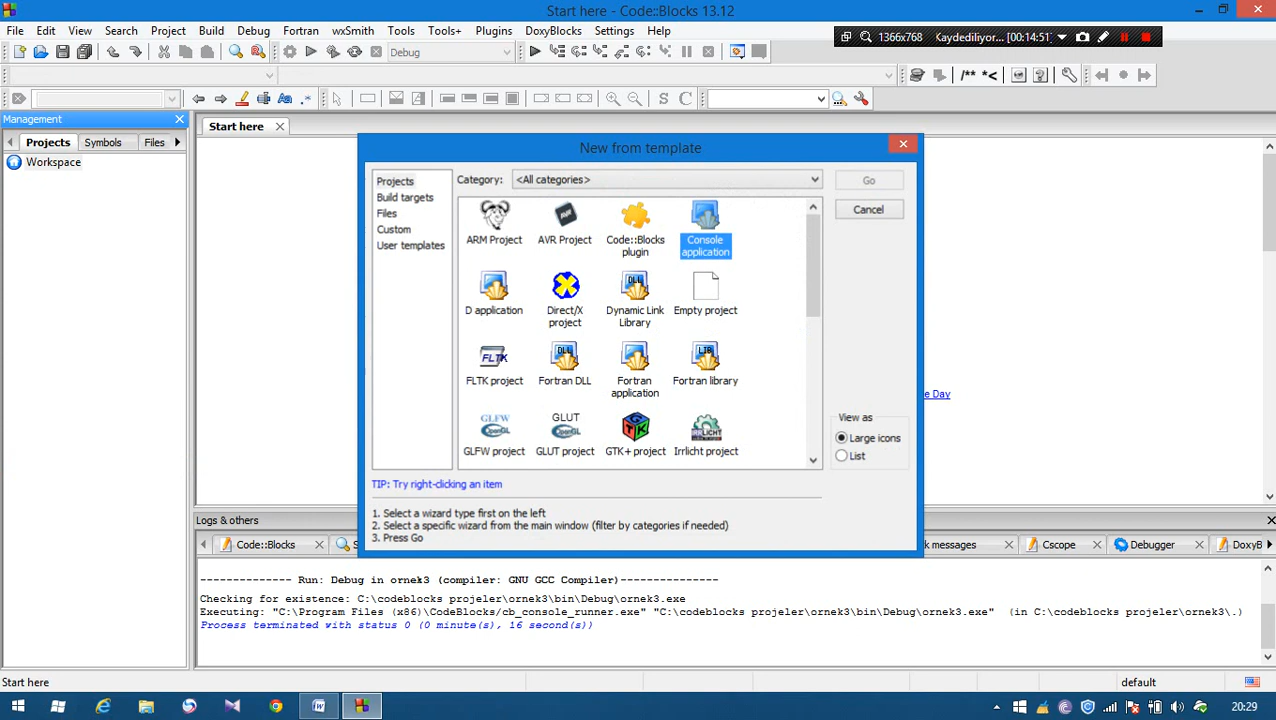 Start here - Code::Blocks 13.12
File Edit View Search Project Build Debug Fortran wxSmith Tools Tools+ Plugins DoxyBlocks Settings Help
1366x768 Kaydediliyor... [00:14:51]
Debug
/** *<
S C
Management
Projects Symbols Files
Workspace
Start here
New from template
Projects
Build targets
Files
Custom
User templates
Category: <All categories>
Go
Cancel
ARM Project
AVR Project
Code::Blocks plugin
Console application
D application
Direct/X project
Dynamic Link Library
Empty project
FLTK project
Fortran DLL
Fortran application
Fortran library
GLFW project
GLUT project
GTK+ project
Irrlicht project
View as
Large icons
List
TIP: Try right-clicking an item
1. Select a wizard type first on the left
2. Select a specific wizard from the main window (filter by categories if needed)
3. Press Go
e Day
Logs & others
Code::Blocks
S
k messages
Cscope
Debugger
DoxyB
-------------- Run: Debug in ornek3 (compiler: GNU GCC Compiler)---------------
Checking for existence: C:\codeblocks projeler\ornek3\bin\Debug\ornek3.exe
Executing: "C:\Program Files (x86)\CodeBlocks/cb_console_runner.exe" "C:\codeblocks projeler\ornek3\bin\Debug\ornek3.exe" (in C:\codeblocks projeler\ornek3\.)
Process terminated with status 0 (0 minute(s), 16 second(s))
Start here
default
20:29